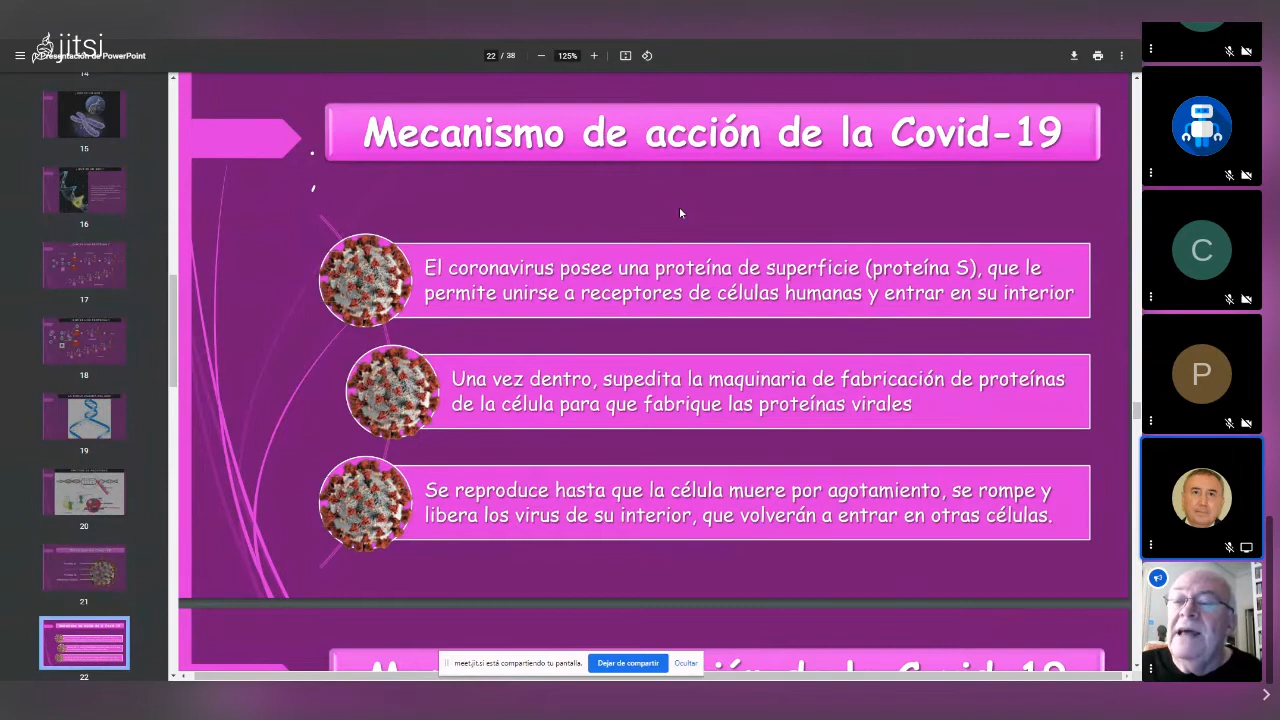 jitsi
Presentación de PowerPoint
22 / 38
125%
14
15
16
17
18
19
20
21
22
Mecanismo de acción de la Covid-19
El coronavirus posee una proteína de superficie (proteína S), que le
permite unirse a receptores de células humanas y entrar en su interior
Una vez dentro, supedita la maquinaria de fabricación de proteínas
de la célula para que fabrique las proteínas virales
Se reproduce hasta que la célula muere por agotamiento, se rompe y
libera los virus de su interior, que volverán a entrar en otras células.
meet.jit.si está compartiendo tu pantalla.
Dejar de compartir
Ocultar
C
P